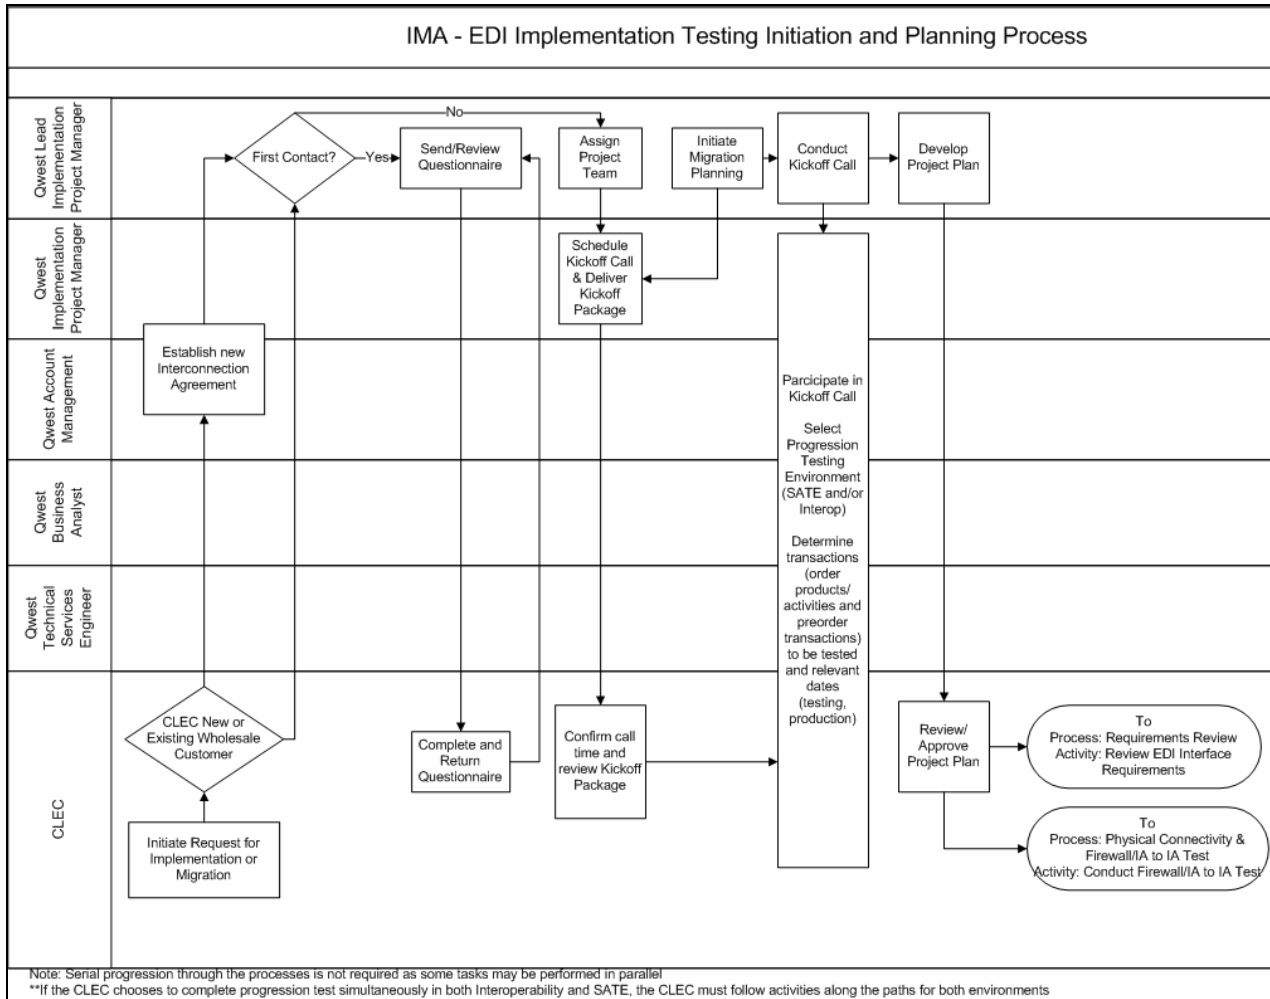 IMA - EDI Implementation Testing Initiation and Planning Process
Qwest Lead
Implementation
Project Manager
First Contact?
No
Yes
Send/Review
Questionnaire
Assign
Project
Team
Initiate
Migration
Planning
Conduct
Kickoff Call
Develop
Project Plan
Qwest
Implementation
Project Manager
Schedule
Kickoff Call
& Deliver
Kickoff
Package
Qwest Account
Management
Establish new
Interconnection
Agreement
Parcicipate in
Kickoff Call
Select
Progression
Testing
Environment
(SATE and/or
Interop)
Determine
transactions
(order
products/
activities and
preorder
transactions)
to be tested
and relevant
dates
(testing,
production)
Qwest
Business
Analyst
Qwest
Technical
Services
Engineer
CLEC
CLEC New or
Existing Wholesale
Customer
Initiate Request for
Implementation or
Migration
Complete and
Return
Questionnaire
Confirm call
time and
review Kickoff
Package
Review/
Approve
Project Plan
To
Process: Requirements Review
Activity: Review EDI Interface
Requirements
To
Process: Physical Connectivity &
Firewall/IA to IA Test
Activity: Conduct Firewall/IA to IA Test
Note: Serial progression through the processes is not required as some tasks may be performed in parallel
**If the CLEC chooses to complete progression test simultaneously in both Interoperability and SATE, the CLEC must follow activities along the paths for both environments